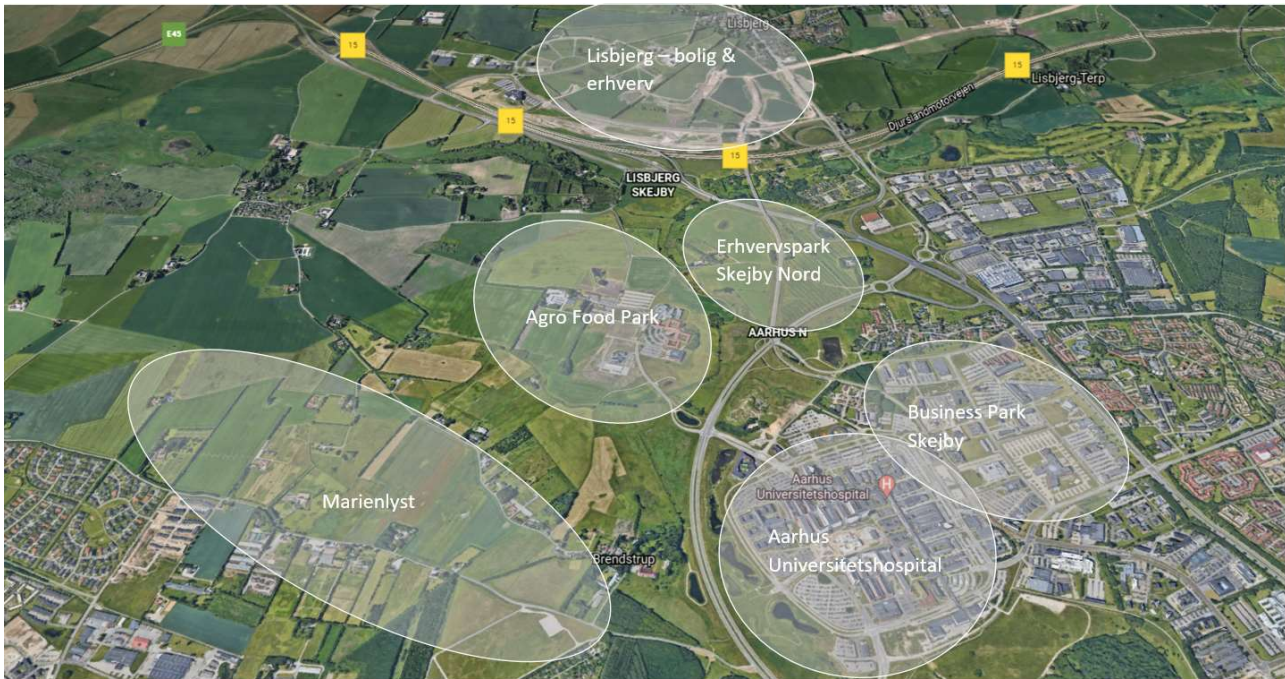 Lisbjerg
E45
15
Lisbjerg – bolig &
erhverv
15
Lisbjerg-Terp
15
Djurslandmotorvejen
15
LISBJERG
SKEJBY
Erhvervspark
Skejby Nord
Agro Food Park
AARHUS N
Business Park
Skejby
Aarhus
Universitetshospital
H
Marienlyst
Aarhus
Universitetshospital
Brendstrup